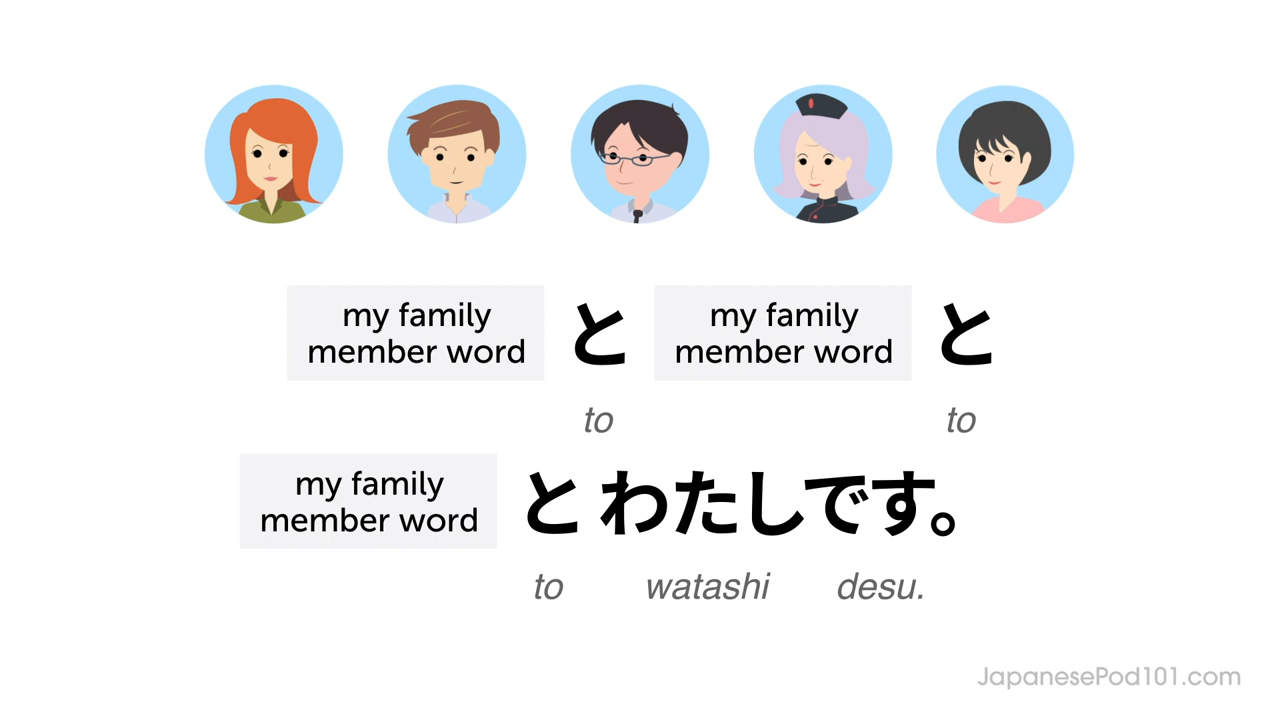 my family member word と my family member word と
to to
my family member word と わたしです。
to watashi desu.
JapanesePod101.com